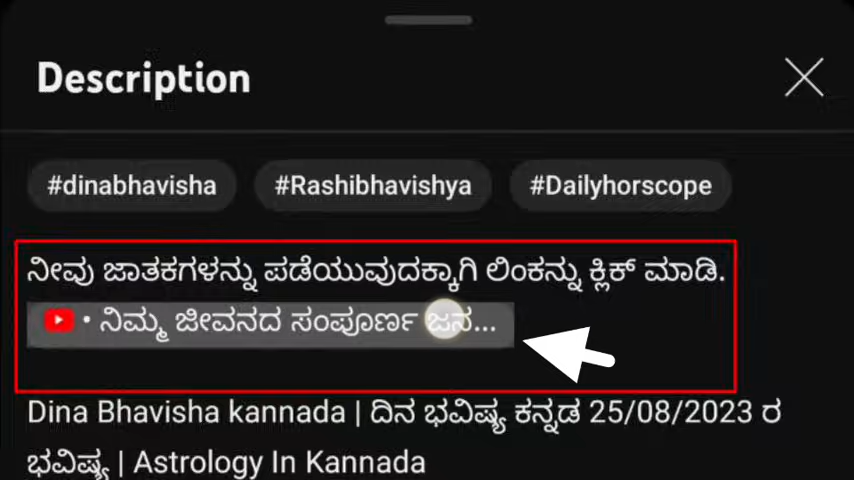 Description
#dinabhavisha #Rashibhavishya #Dailyhorscope
ನೀವು ಜಾತಕಗಳನ್ನು ಪಡೆಯುವುದಕ್ಕಾಗಿ ಲಿಂಕನ್ನು ಕ್ಲಿಕ್ ಮಾಡಿ.
• ನಿಮ್ಮ ಜೀವನದ ಸಂಪೂರ್ಣ ಜನ...
Dina Bhavisha kannada | ದಿನ ಭವಿಷ್ಯ ಕನ್ನಡ 25/08/2023 ರ
ಭವಿಷ್ಯ | Astrology In Kannada